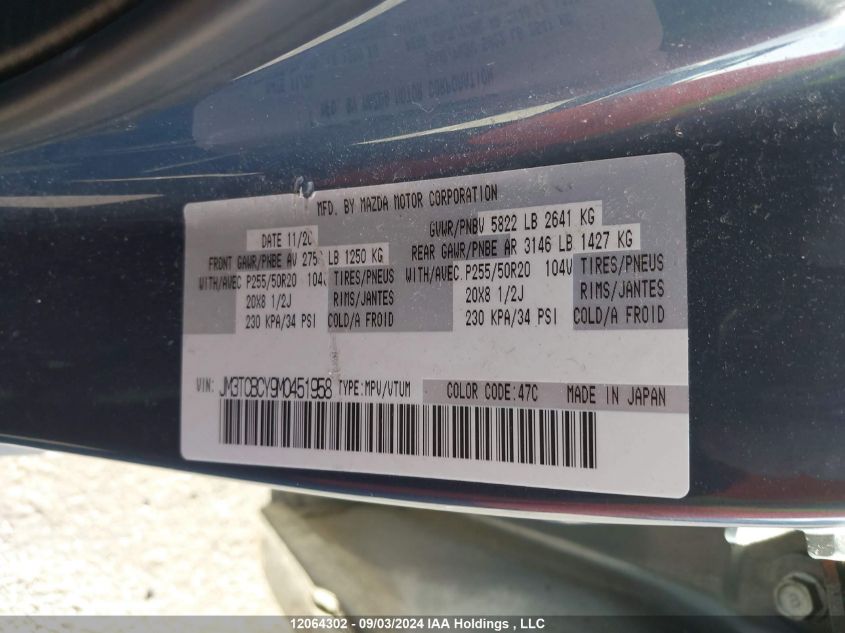 MFD. BY MAZDA MOTOR CORPORATION
DATE 11/20 GVWR/PNBV 5822 LB 2641 KG
FRONT GAWR/PNBE AV LB 1250 KG REAR GAWR/PNBE AR 3146 LB 1427 KG
WITH/AVEC P255/50R20 104V TIRES/PNEUS WITH/AVEC P255/50R20 104V TIRES/PNEUS
20X8 1/2J RIMS/JANTES 20X8 1/2J RIMS/JANTES
230 KPA/34 PSI COLD/A FROID 230 KPA/34 PSI COLD/A FROID
VIN: JM3TCBCY9M0451958 TYPE:MPV/VTUM COLOR CODE:47C MADE IN JAPAN
12064302 - 09/03/2024 IAA Holdings , LLC